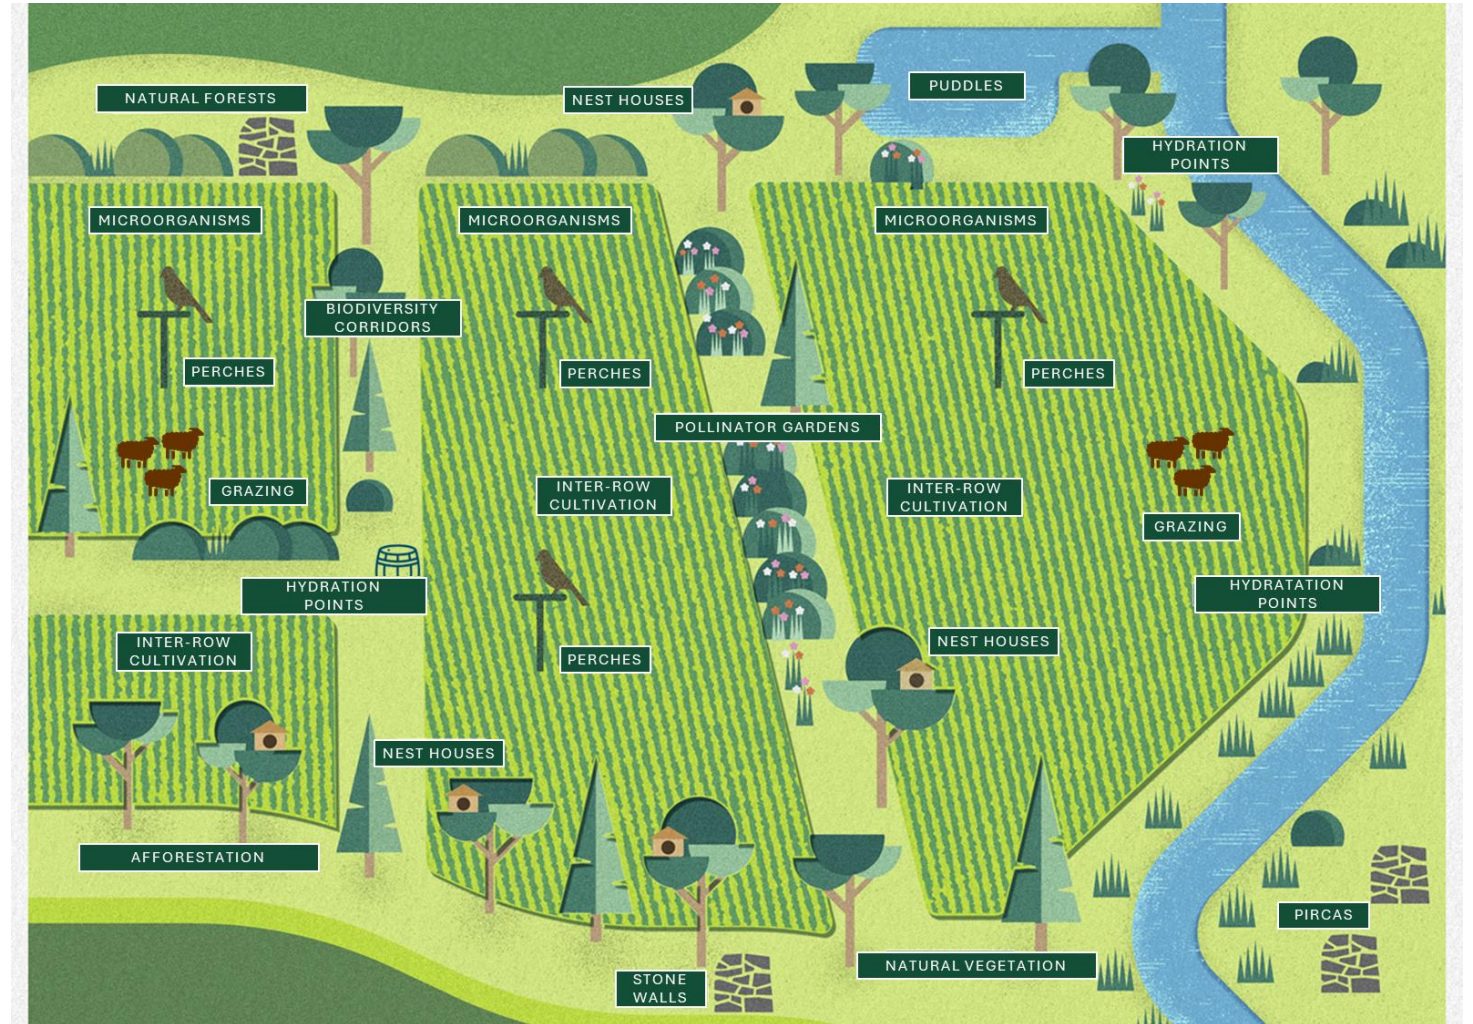 NATURAL FORESTS
NEST HOUSES
PUDDLES
HYDRATION
POINTS
MICROORGANISMS
MICROORGANISMS
MICROORGANISMS
BIODIVERSITY
CORRIDORS
PERCHES
PERCHES
PERCHES
POLLINATOR GARDENS
GRAZING
INTER-ROW
CULTIVATION
INTER-ROW
CULTIVATION
GRAZING
HYDRATION
POINTS
HYDRATATION
POINTS
INTER-ROW
CULTIVATION
PERCHES
NEST HOUSES
NEST HOUSES
AFFORESTATION
PIRCAS
NATURAL VEGETATION
STONE
WALLS